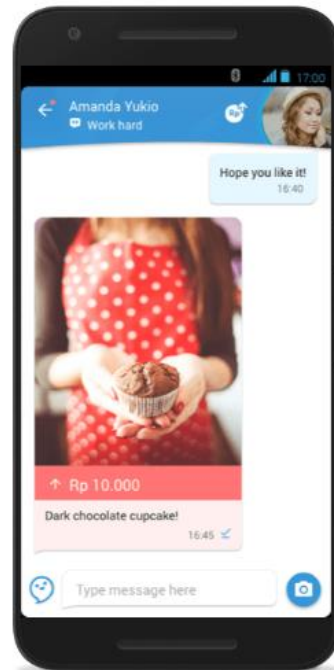 17:00
Amanda Yukio
Work hard
Rp
Hope you like it!
16:40
Rp 10.000
Dark chocolate cupcake!
16:45
Type message here